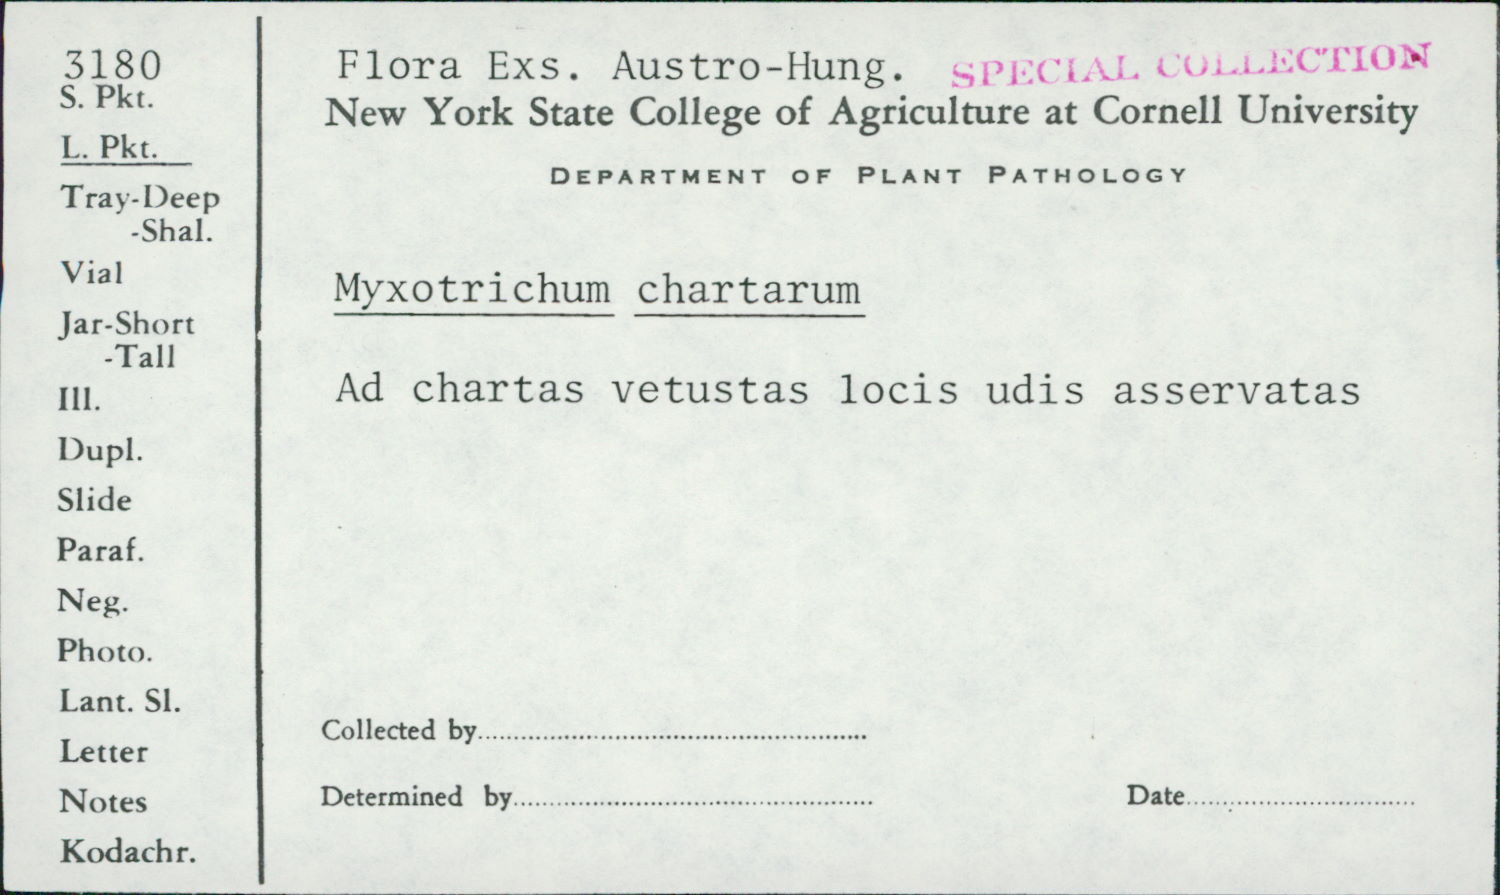 3180
S. Pkt.
L. Pkt.
Tray-Deep
-Shal.
Vial
Jar-Short
-Tall
Ill.
Dupl.
Slide
Paraf.
Neg.
Photo.
Lant. Sl.
Letter
Notes
Kodachr.
Flora Exs. Austro-Hung. SPECIAL COLLECTION
New York State College of Agriculture at Cornell University
DEPARTMENT OF PLANT PATHOLOGY
Myxotrichum chartarum
Ad chartas vetustas locis udis asservatas
Collected by
Determined by Date